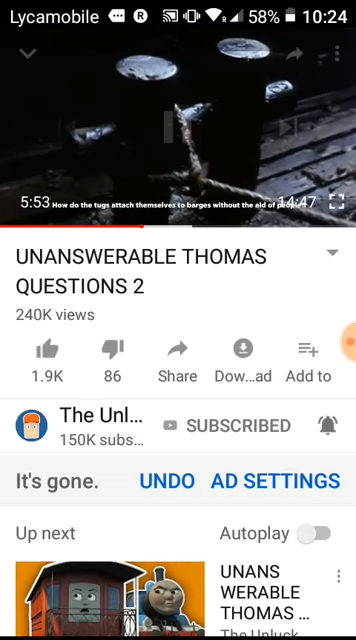 Lycamobile R R 58% 10:24
5:53 How do the tugs attach themselves to barges without the aid of people? 14:47
UNANSWERABLE THOMAS
QUESTIONS 2
240K views
1.9K 86 Share Dow...ad Add to
The Unl... SUBSCRIBED
150K subs...
It's gone. UNDO AD SETTINGS
Up next Autoplay
UNANS
WERABLE
THOMAS ...
The Unluck